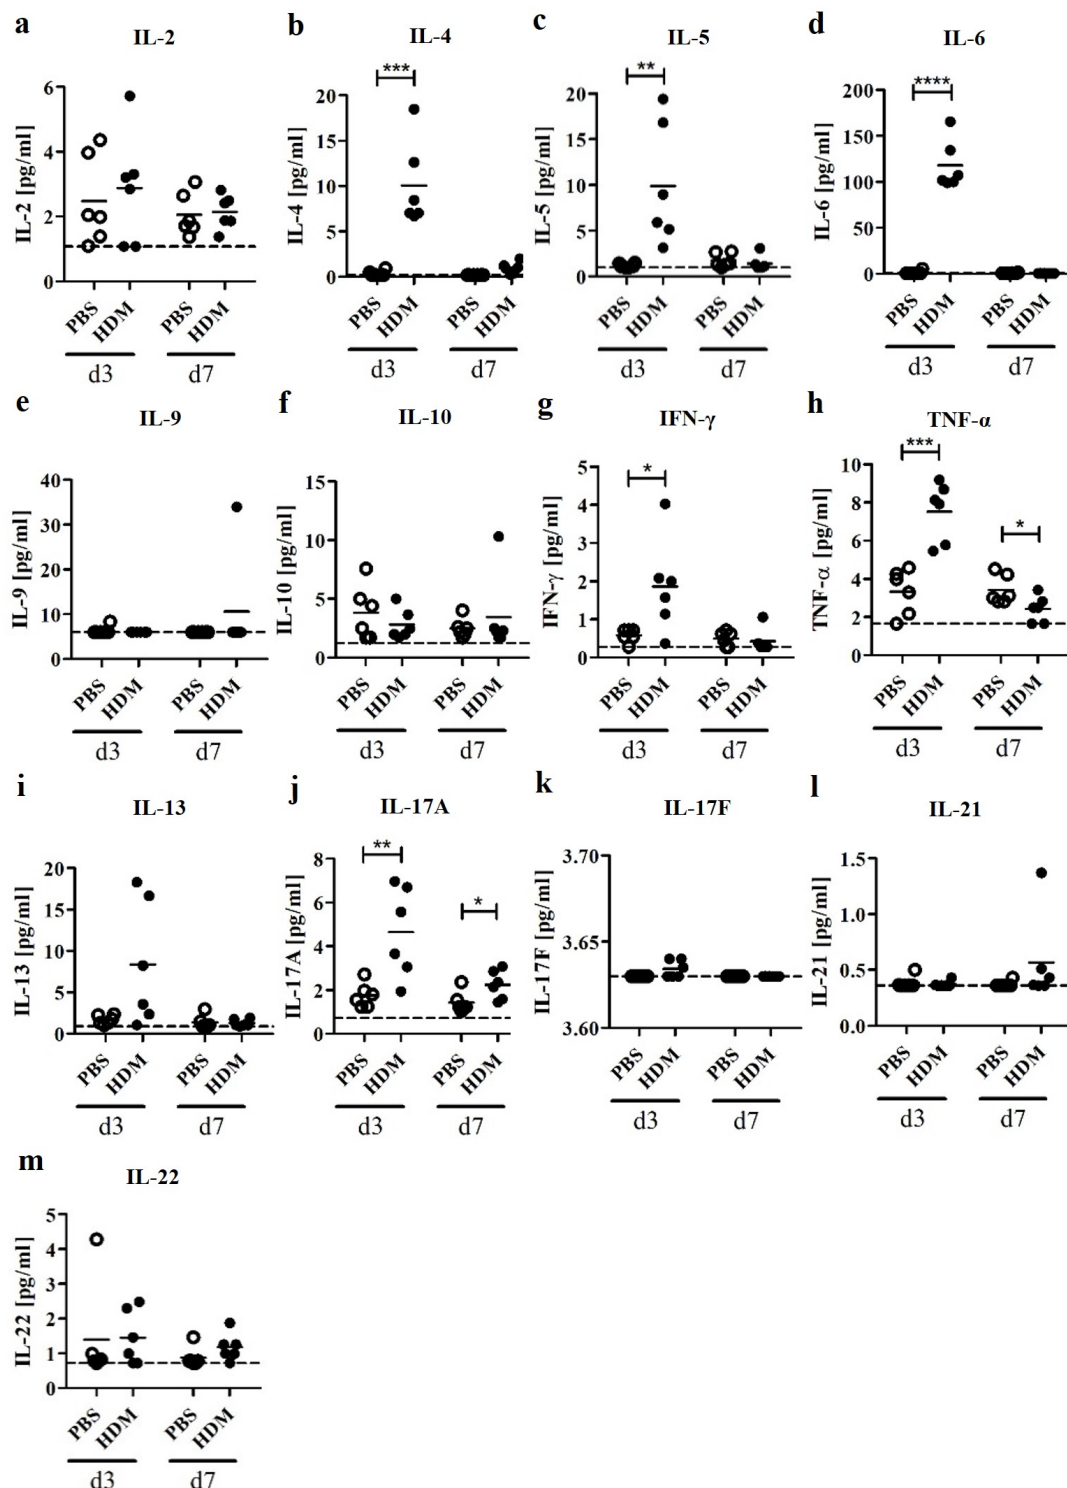 a
IL-2
IL-2 [pg/ml]
6
4
2
0
PBS
HDM
PBS
HDM
d3
d7
b
IL-4
***
IL-4 [pg/ml]
20
15
10
5
0
PBS
HDM
PBS
HDM
d3
d7
c
IL-5
**
IL-5 [pg/ml]
20
15
10
5
0
PBS
HDM
PBS
HDM
d3
d7
d
IL-6
****
IL-6 [pg/ml]
200
150
100
50
0
PBS
HDM
PBS
HDM
d3
d7
e
IL-9
IL-9 [pg/ml]
40
30
20
10
0
PBS
HDM
PBS
HDM
d3
d7
f
IL-10
IL-10 [pg/ml]
15
10
5
0
PBS
HDM
PBS
HDM
d3
d7
g
IFN-γ
*
IFN-γ [pg/ml]
5
4
3
2
1
0
PBS
HDM
PBS
HDM
d3
d7
h
TNF-α
***
*
TNF-α [pg/ml]
10
8
6
4
2
0
PBS
HDM
PBS
HDM
d3
d7
i
IL-13
IL-13 [pg/ml]
20
15
10
5
0
PBS
HDM
PBS
HDM
d3
d7
j
IL-17A
**
*
IL-17A [pg/ml]
8
6
4
2
0
PBS
HDM
PBS
HDM
d3
d7
k
IL-17F
IL-17F [pg/ml]
3.70
3.65
3.60
PBS
HDM
PBS
HDM
d3
d7
l
IL-21
IL-21 [pg/ml]
1.5
1.0
0.5
0.0
PBS
HDM
PBS
HDM
d3
d7
m
IL-22
IL-22 [pg/ml]
5
4
3
2
1
0
PBS
HDM
PBS
HDM
d3
d7